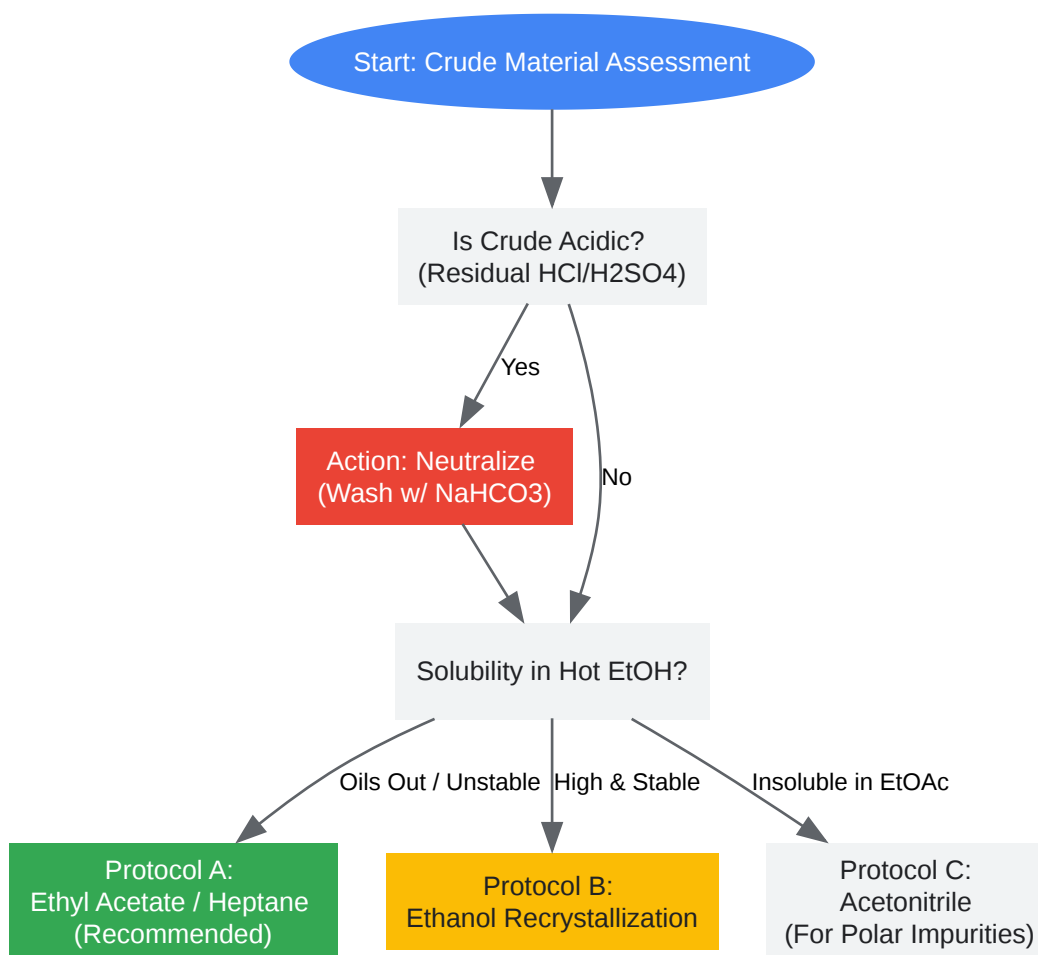 Start: Crude Material Assessment
Is Crude Acidic?
(Residual HCl/H2SO4)
Yes
Action: Neutralize
(Wash w/ NaHCO3)
No
Solubility in Hot EtOH?
Oils Out / Unstable
High & Stable
Insoluble in EtOAc
Protocol A:
Ethyl Acetate / Heptane
(Recommended)
Protocol B:
Ethanol Recrystallization
Protocol C:
Acetonitrile
(For Polar Impurities)